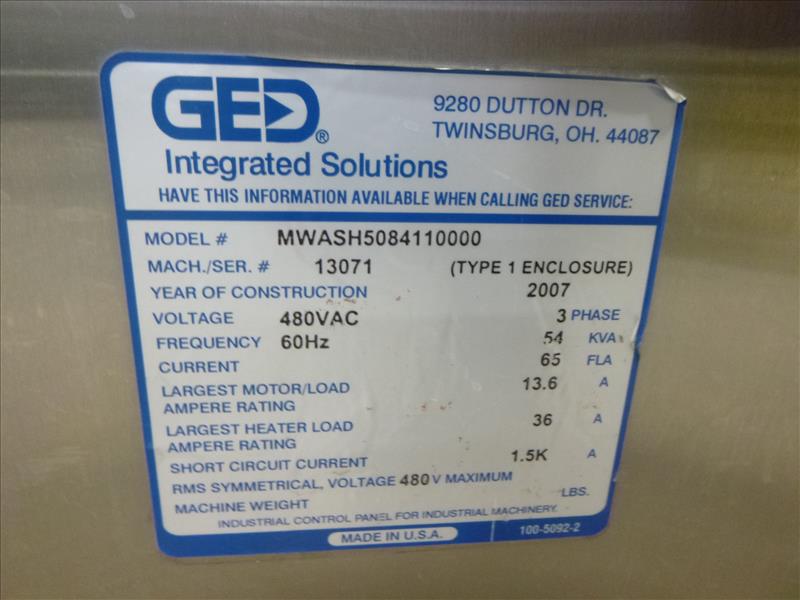 GED®
9280 DUTTON DR.
TWINSBURG, OH. 44087
Integrated Solutions
HAVE THIS INFORMATION AVAILABLE WHEN CALLING GED SERVICE:
MODEL # MWASH5084110000
MACH./SER. # 13071 (TYPE 1 ENCLOSURE)
YEAR OF CONSTRUCTION 2007
VOLTAGE 480VAC 3 PHASE
FREQUENCY 60Hz 54 KVA
CURRENT 65 FLA
LARGEST MOTOR/LOAD 13.6 A
AMPERE RATING
LARGEST HEATER LOAD 36 A
AMPERE RATING
SHORT CIRCUIT CURRENT 1.5K A
RMS SYMMETRICAL, VOLTAGE 480 V MAXIMUM
MACHINE WEIGHT LBS.
INDUSTRIAL CONTROL PANEL FOR INDUSTRIAL MACHINERY.
MADE IN U.S.A. 100-5092-2